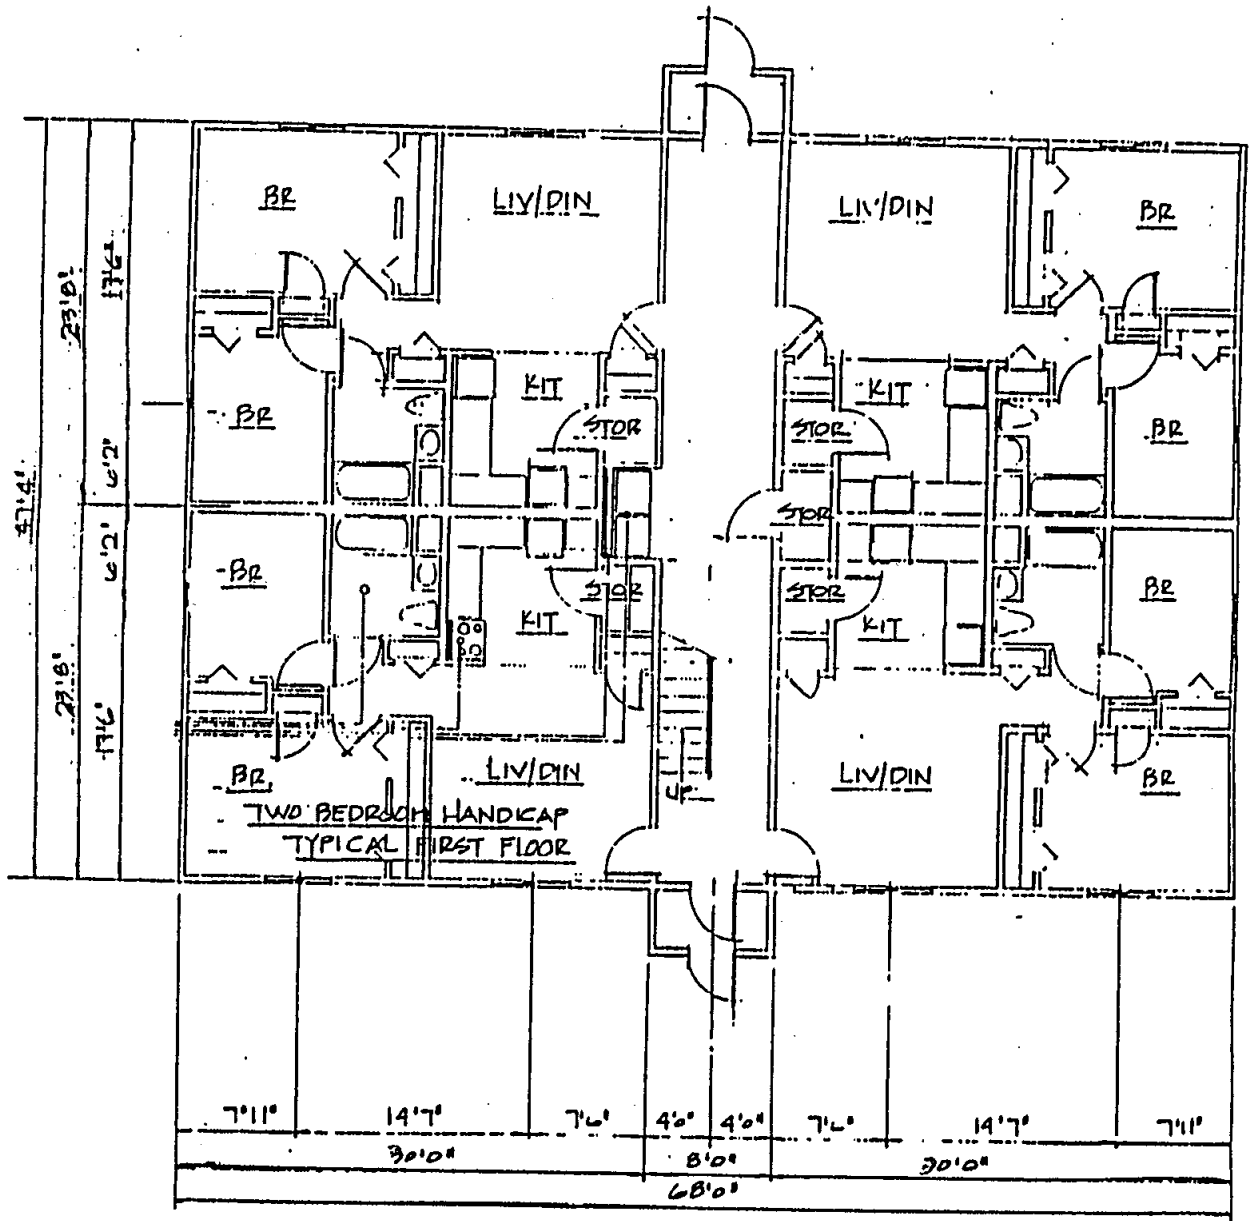 BR
LIV/DIN
LIV/DIN
BR
17'6"
23'8"
KIT
KIT
BR
STOR
STOR
BR
6'2"
47'4"
STOR
6'2"
BR
STOR
STOR
BR
KIT
KIT
23'8"
17'6"
BR
LIV/DIN
LIV/DIN
BR
UP
TWO BEDROOM HANDICAP
TYPICAL FIRST FLOOR
7'11" 14'7" 7'6" 4'0" 4'0" 7'6" 14'7" 7'11"
30'0" 8'0" 30'0"
68'0"